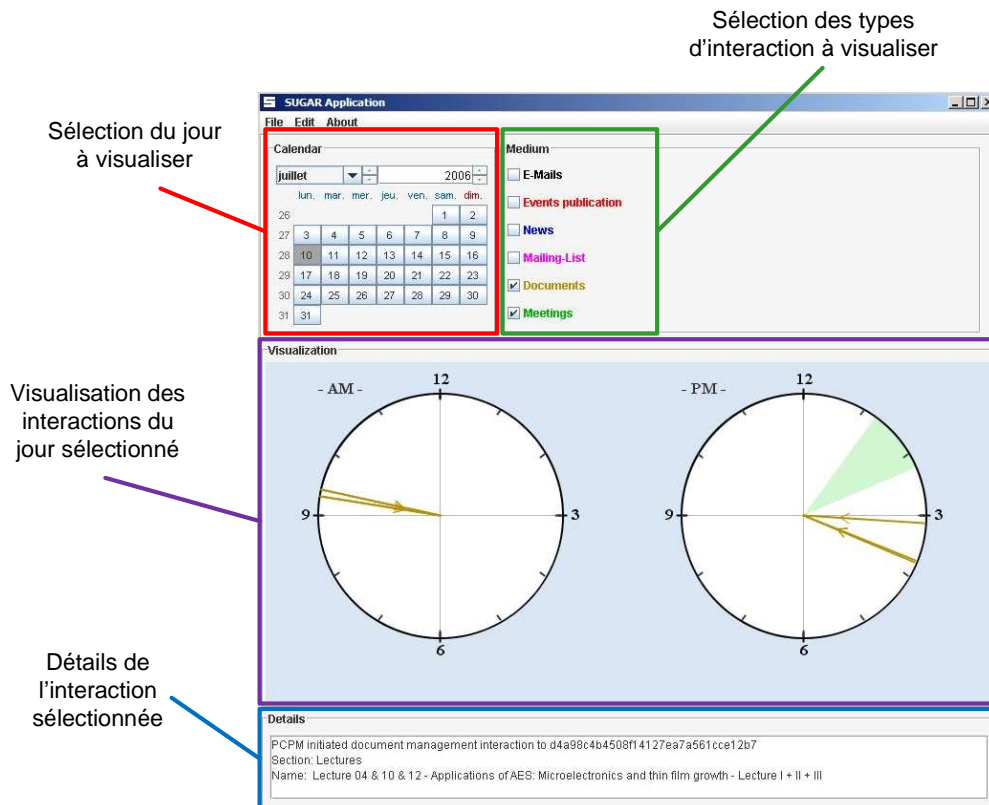 Sélection des types
d'interaction à visualiser
SUGAR Application
File Edit About
Sélection du jour
à visualiser
Calendar
juillet 2006
lun. mar. mer. jeu. ven. sam. dim.
26 1 2
27 3 4 5 6 7 8 9
28 10 11 12 13 14 15 16
29 17 18 19 20 21 22 23
30 24 25 26 27 28 29 30
31 31
Medium
E-Mails
Events publication
News
Mailing-List
Documents
Meetings
Visualisation des
interactions du
jour sélectionné
Visualization
- AM -
12
9
3
6
- PM -
12
9
3
6
Détails de
l'interaction
sélectionnée
Details
PCPM initiated document management interaction to d4a98c4b4508f14127ea7a561cce12b7
Section: Lectures
Name: Lecture 04 & 10 & 12 - Applications of AES: Microelectronics and thin film growth - Lecture I + II + III